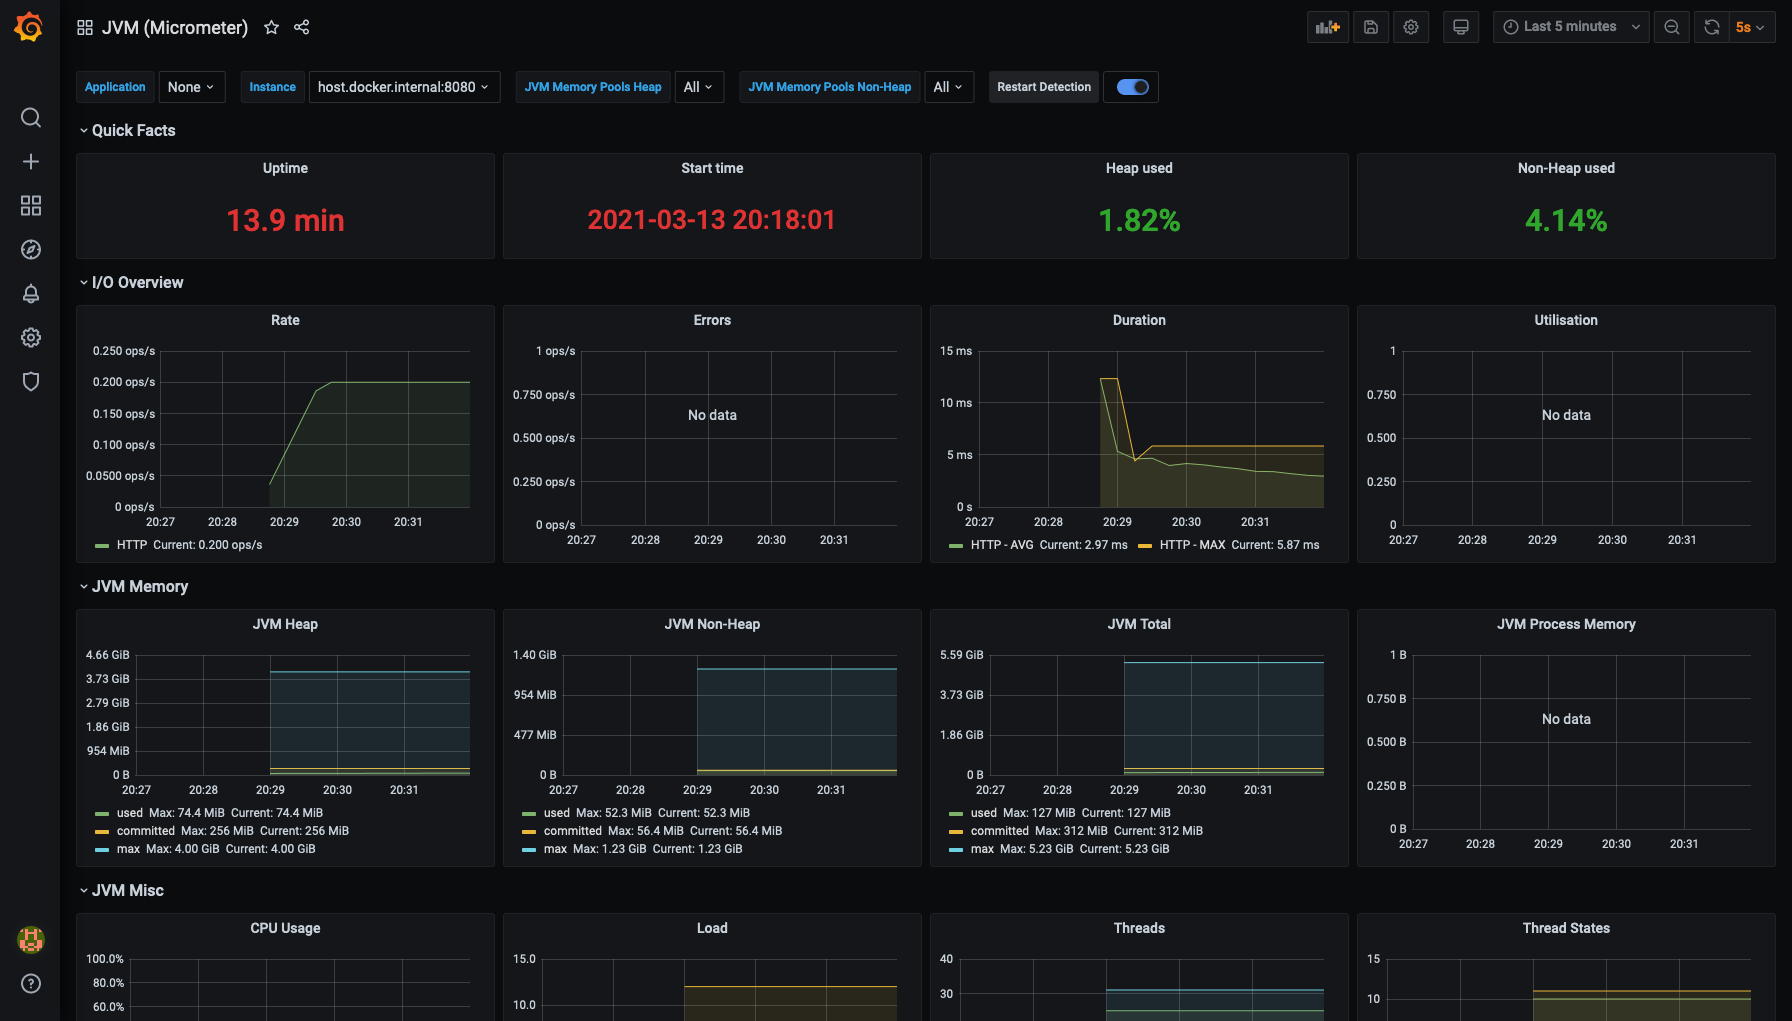 JVM (Micrometer)
Last 5 minutes
5s
Application None Instance host.docker.internal:8080 JVM Memory Pools Heap All JVM Memory Pools Non-Heap All Restart Detection
Quick Facts
Uptime
13.9 min
Start time
2021-03-13 20:18:01
Heap used
1.82%
Non-Heap used
4.14%
I/O Overview
Rate
0.250 ops/s
0.200 ops/s
0.150 ops/s
0.100 ops/s
0.0500 ops/s
0 ops/s
20:27 20:28 20:29 20:30 20:31
HTTP Current: 0.200 ops/s
Errors
1 ops/s
0.750 ops/s
No data
0.500 ops/s
0.250 ops/s
0 ops/s
20:27 20:28 20:29 20:30 20:31
Duration
15 ms
10 ms
5 ms
0 s
20:27 20:28 20:29 20:30 20:31
HTTP - AVG Current: 2.97 ms HTTP - MAX Current: 5.87 ms
Utilisation
1
0.750
No data
0.500
0.250
0
20:27 20:28 20:29 20:30 20:31
JVM Memory
JVM Heap
4.66 GiB
3.73 GiB
2.79 GiB
1.86 GiB
954 MiB
0 B
20:27 20:28 20:29 20:30 20:31
used Max: 74.4 MiB Current: 74.4 MiB
committed Max: 256 MiB Current: 256 MiB
max Max: 4.00 GiB Current: 4.00 GiB
JVM Non-Heap
1.40 GiB
954 MiB
477 MiB
0 B
20:27 20:28 20:29 20:30 20:31
used Max: 52.3 MiB Current: 52.3 MiB
committed Max: 56.4 MiB Current: 56.4 MiB
max Max: 1.23 GiB Current: 1.23 GiB
JVM Total
5.59 GiB
3.73 GiB
1.86 GiB
0 B
20:27 20:28 20:29 20:30 20:31
used Max: 127 MiB Current: 127 MiB
committed Max: 312 MiB Current: 312 MiB
max Max: 5.23 GiB Current: 5.23 GiB
JVM Process Memory
1 B
0.750 B
No data
0.500 B
0.250 B
0 B
20:27 20:28 20:29 20:30 20:31
JVM Misc
CPU Usage
100.0%
80.0%
60.0%
Load
15.0
10.0
Threads
40
30
Thread States
15
10